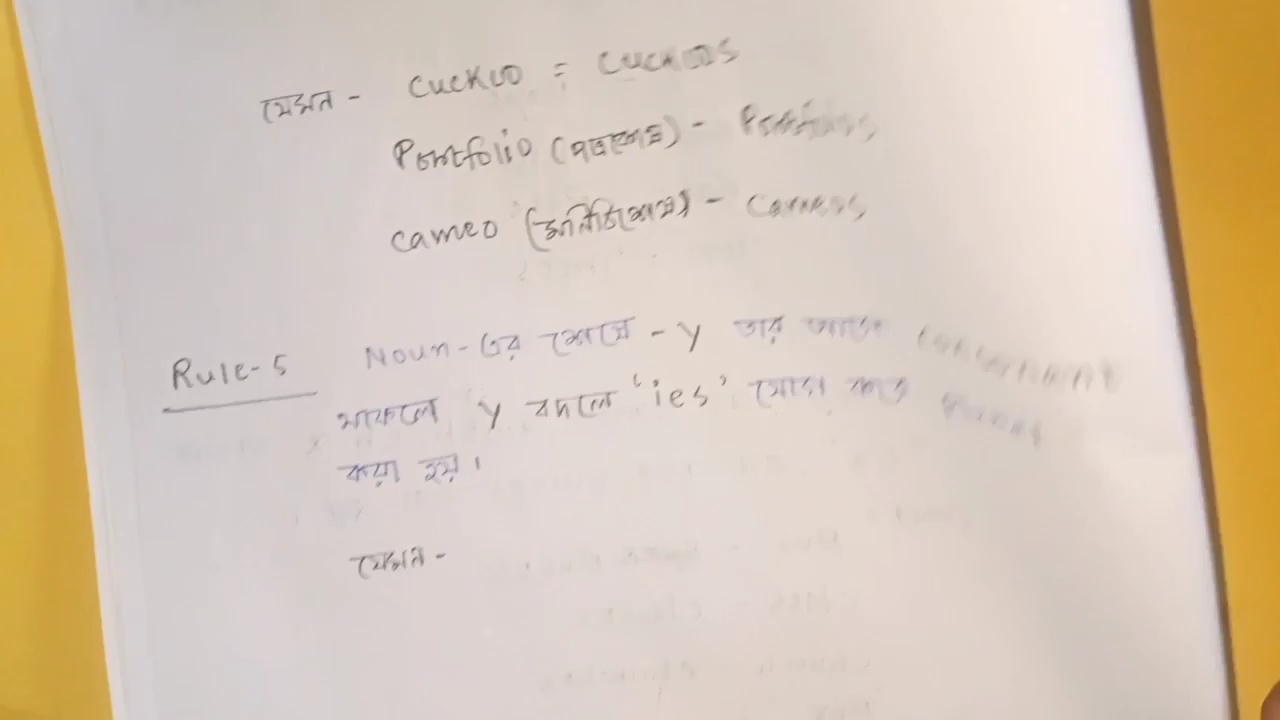 যেমন - Cuckoo = Cuckoos
Portfolio () - Portfolios
Cameo () - Cameos
Rule-5 Noun-এর শেষে - y তার আগে consonant
থাকলে y বদলে 'ies' যোগ করে plural
করা হয়।
যেমন -